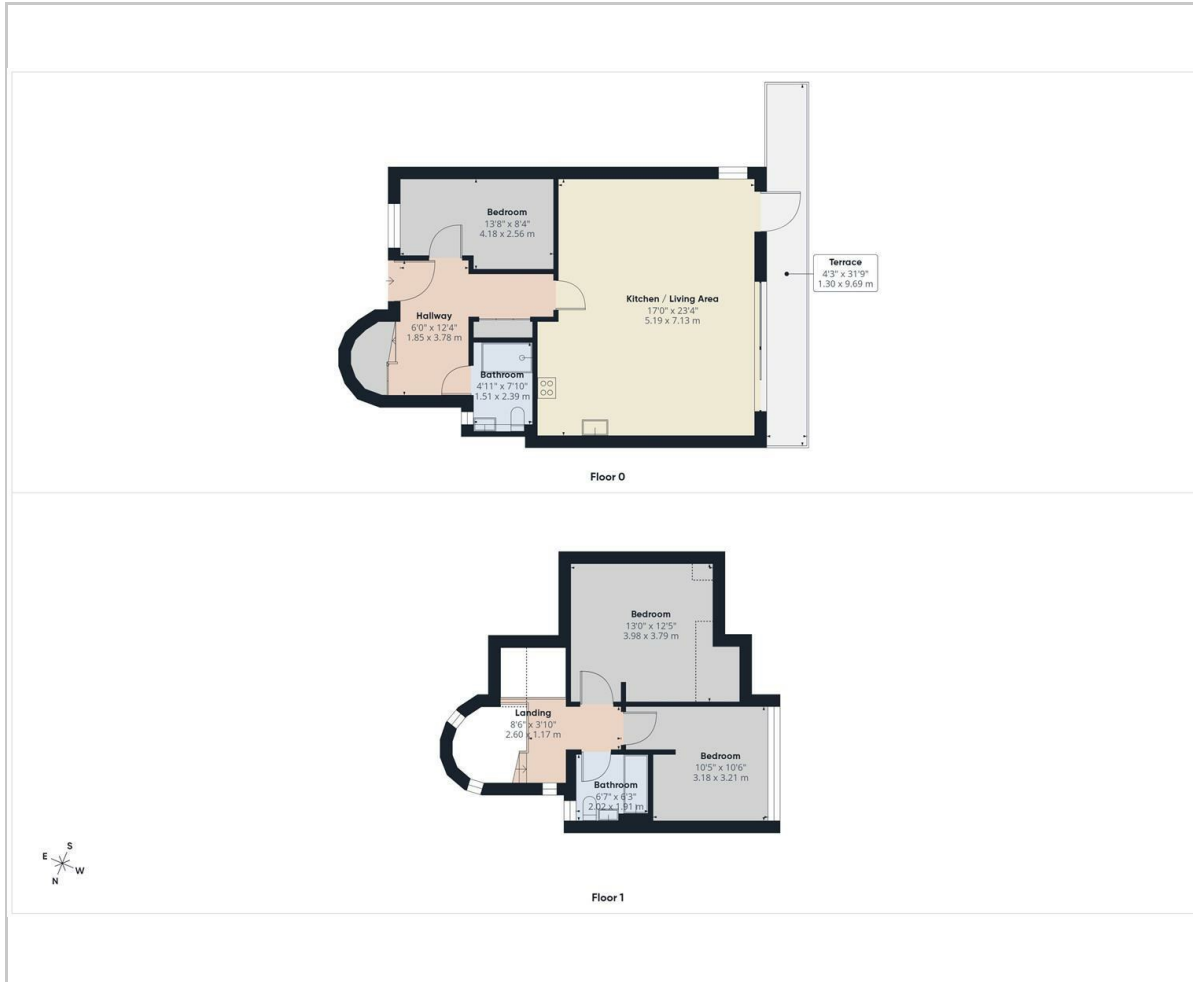 Bedroom
13'8" x 8'4"
4.18 x 2.56 m
Terrace
4'3" x 31'9"
1.30 x 9.69 m
Kitchen / Living Area
17'0" x 23'4"
5.19 x 7.13 m
Hallway
6'0" x 12'4"
1.85 x 3.78 m
Bathroom
4'11" x 7'10"
1.51 x 2.39 m
Floor 0
Bedroom
13'0" x 12'5"
3.98 x 3.79 m
Landing
8'6" x 3'10"
2.60 x 1.17 m
Bedroom
10'5" x 10'6"
3.18 x 3.21 m
Bathroom
6'7" x 6'3"
2.02 x 1.91 m
S
E
W
N
Floor 1